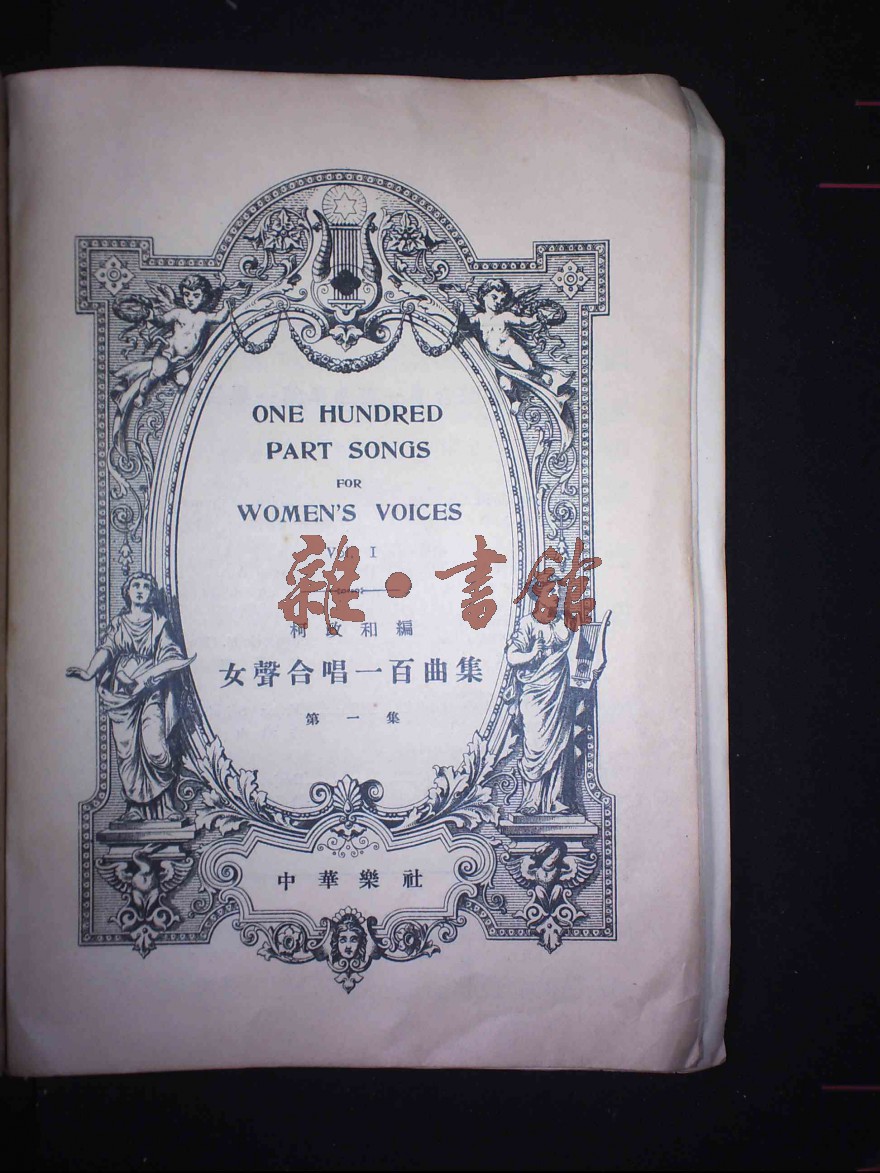 ONE HUNDRED
PART SONGS
FOR
WOMEN'S VOICES
VOL. I
雜·書館
柯政和編
女聲合唱一百曲集
第一集
中華樂社